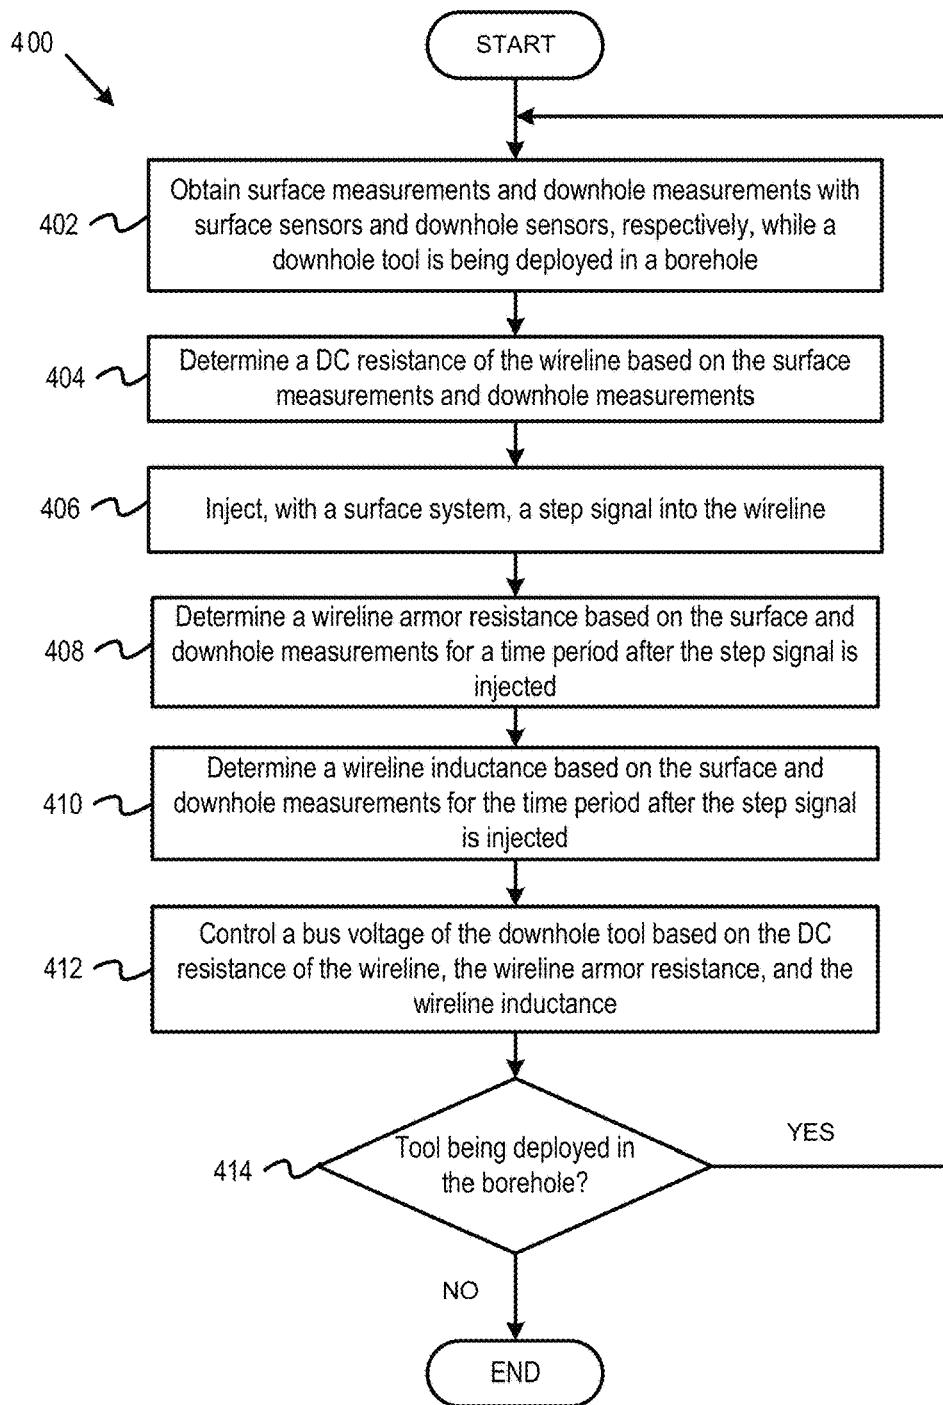 400
START
402
Obtain surface measurements and downhole measurements with
surface sensors and downhole sensors, respectively, while a
downhole tool is being deployed in a borehole
404
Determine a DC resistance of the wireline based on the surface
measurements and downhole measurements
406
Inject, with a surface system, a step signal into the wireline
408
Determine a wireline armor resistance based on the surface and
downhole measurements for a time period after the step signal is
injected
410
Determine a wireline inductance based on the surface and
downhole measurements for the time period after the step signal
is injected
412
Control a bus voltage of the downhole tool based on the DC
resistance of the wireline, the wireline armor resistance, and the
wireline inductance
414
Tool being deployed in
the borehole?
YES
NO
END